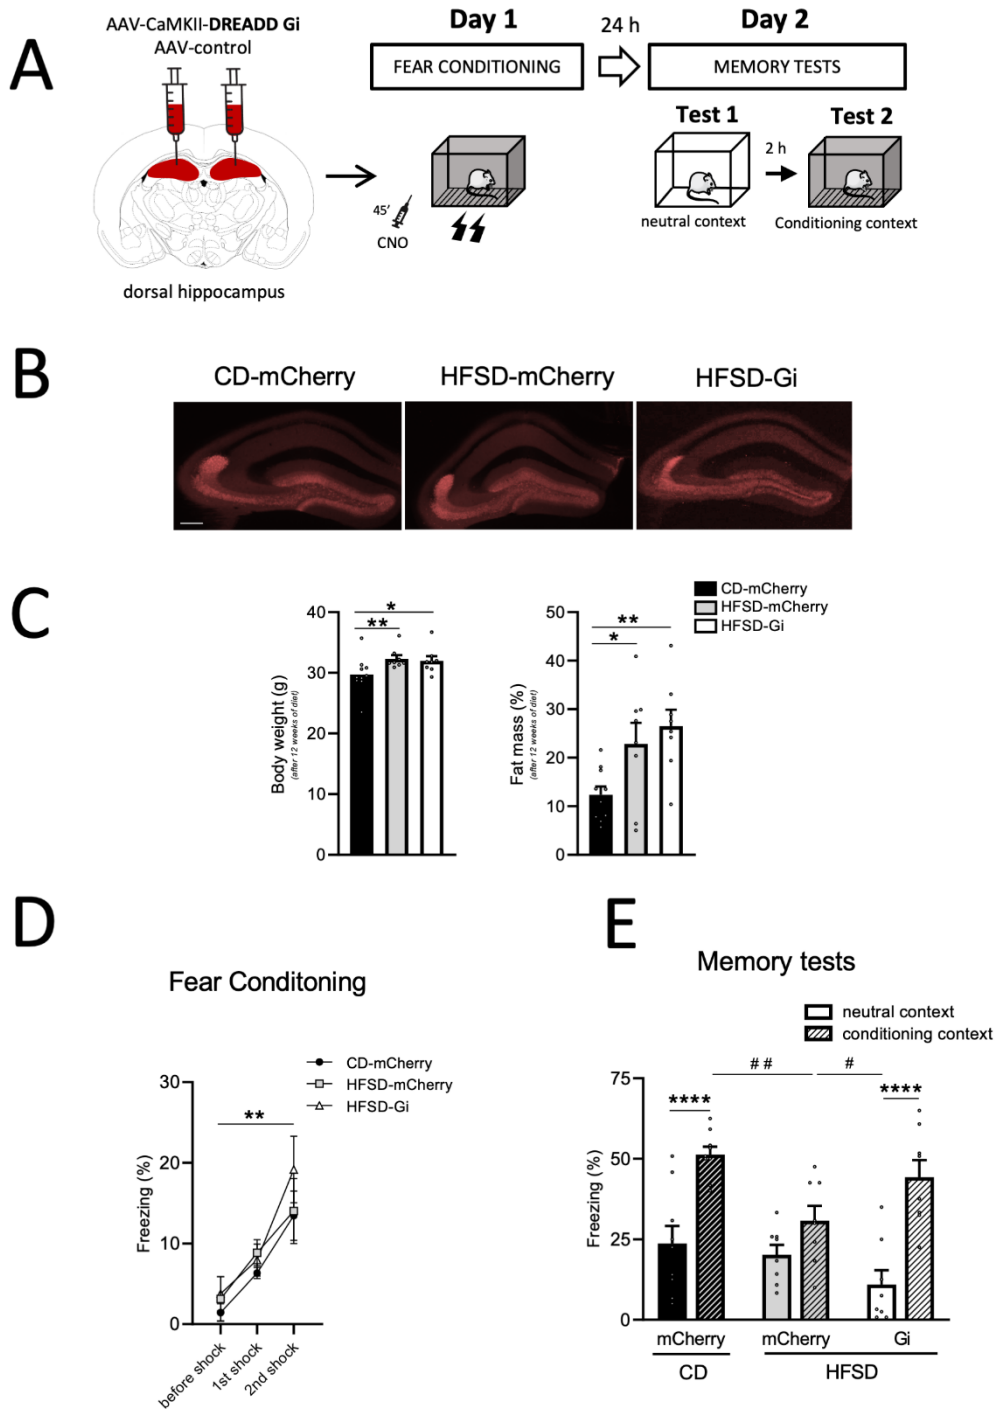 A
AAV-CaMKII-DREADD Gi
AAV-control
dorsal hippocampus
45'
CNO
Day 1
24 h
Day 2
FEAR CONDITIONING
MEMORY TESTS
Test 1
2 h
Test 2
neutral context
Conditioning context
B
CD-mCherry
HFSD-mCherry
HFSD-Gi
C
CD-mCherry
HFSD-mCherry
HFSD-Gi
Body weight (g)
(after 12 weeks of diet)
40
30
20
10
0
*
**
Fat mass (%)
(after 12 weeks of diet)
50
40
30
20
10
0
**
*
D
Fear Conditoning
CD-mCherry
HFSD-mCherry
HFSD-Gi
Freezing (%)
30
20
10
0
**
before shock
1st shock
2nd shock
E
Memory tests
neutral context
conditioning context
Freezing (%)
75
50
25
0
****
# #
#
****
mCherry
mCherry
Gi
CD
HFSD